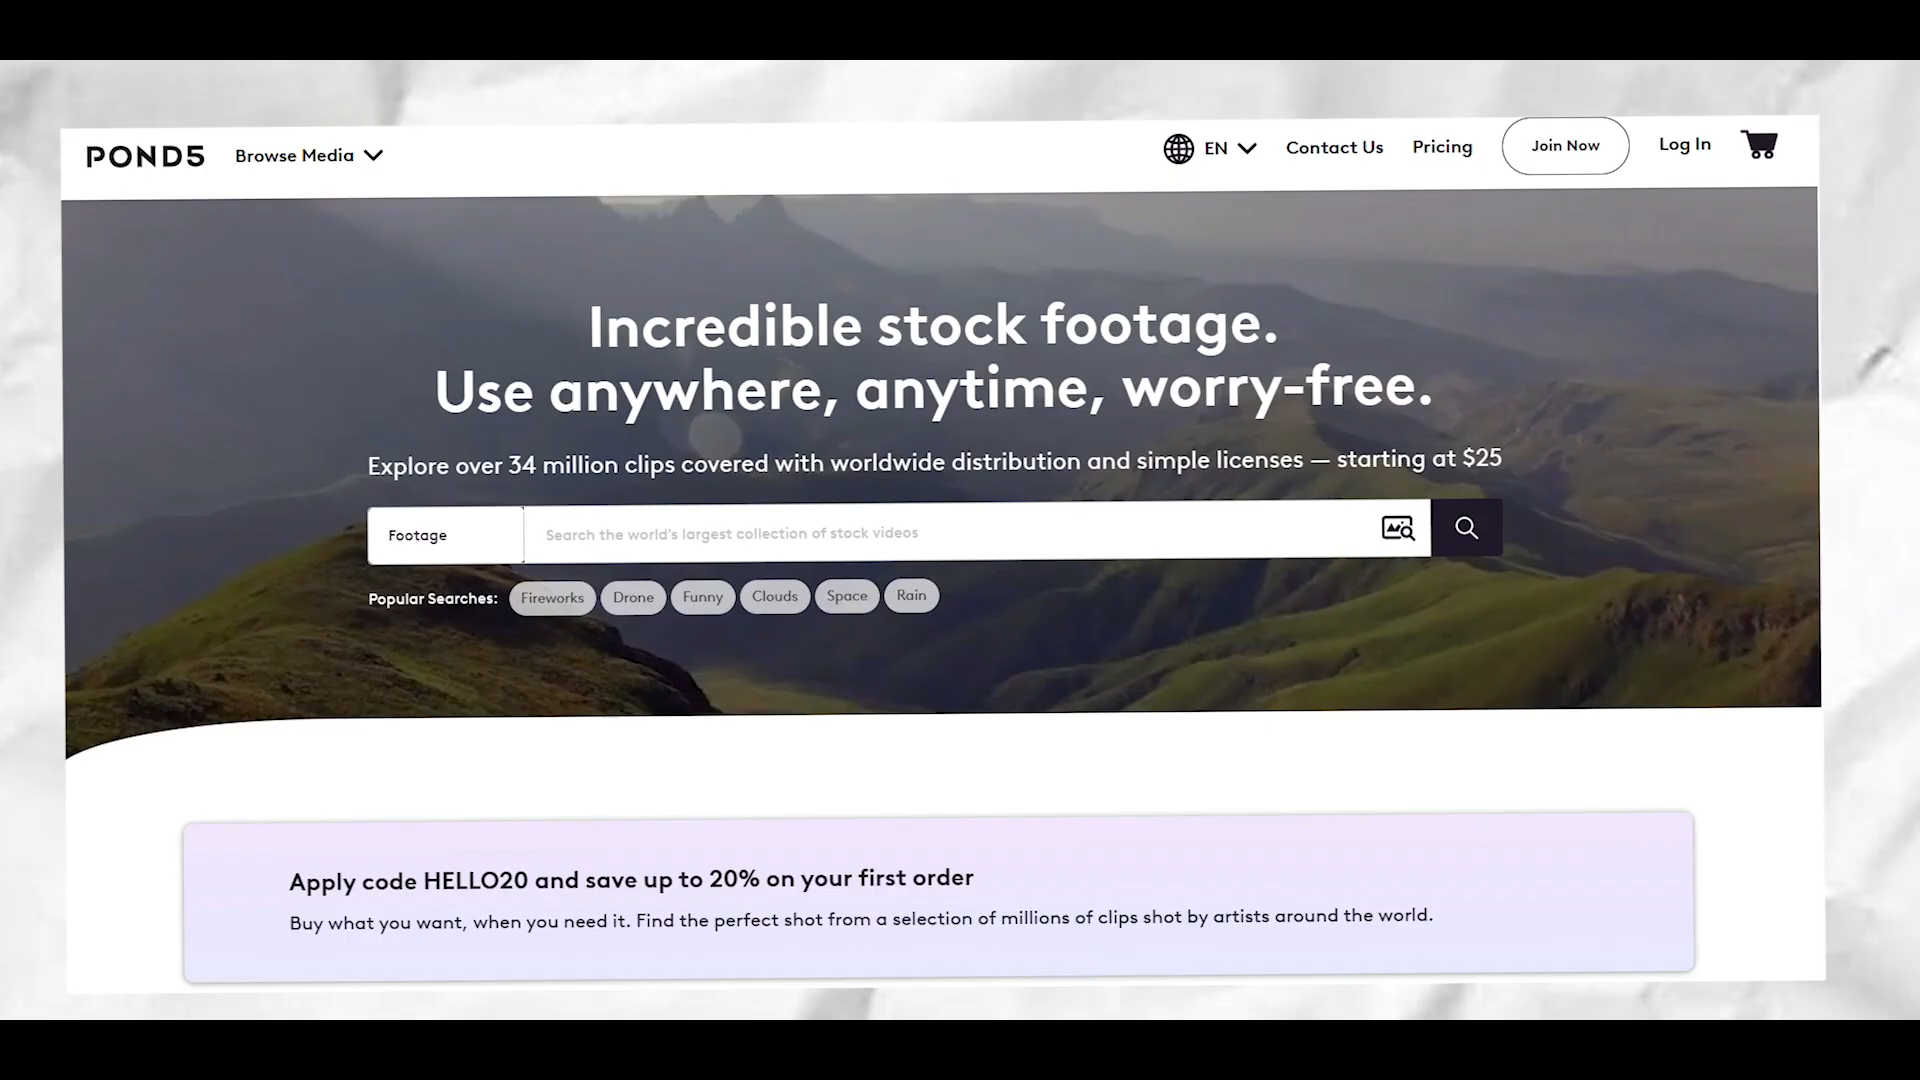 POND5 Browse Media EN Contact Us Pricing Join Now Log In
Incredible stock footage.
Use anywhere, anytime, worry-free.
Explore over 34 million clips covered with worldwide distribution and simple licenses — starting at $25
Footage Search the world's largest collection of stock videos
Popular Searches: Fireworks Drone Funny Clouds Space Rain
Apply code HELLO20 and save up to 20% on your first order
Buy what you want, when you need it. Find the perfect shot from a selection of millions of clips shot by artists around the world.